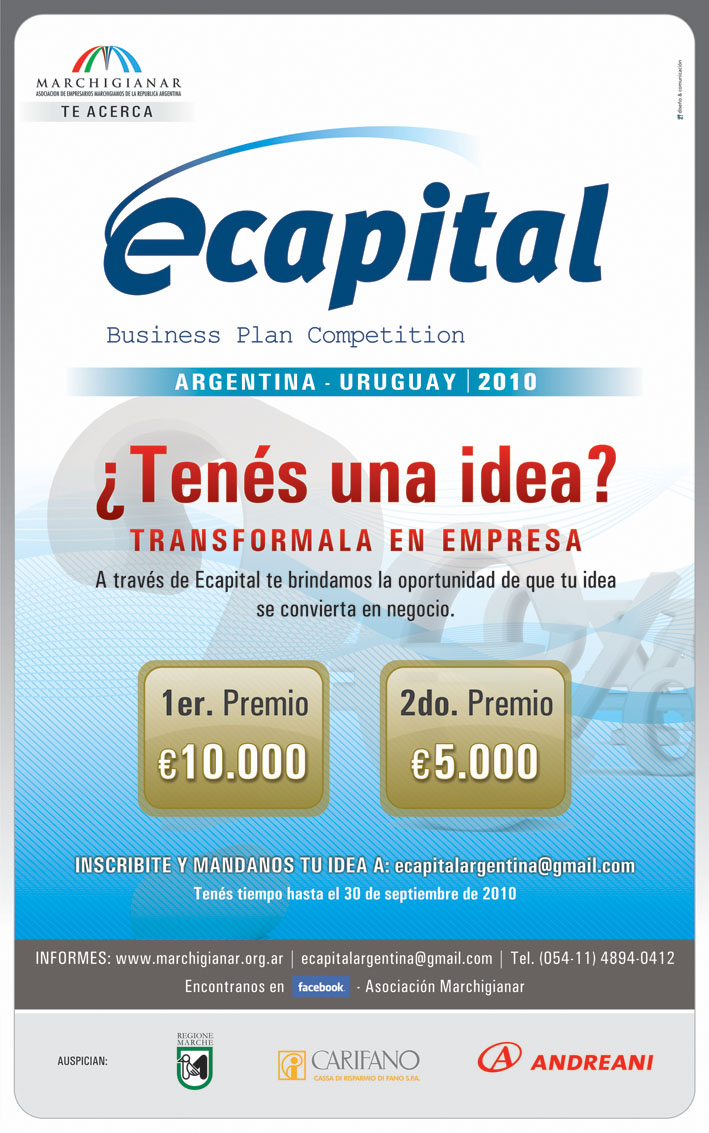 MARCHIGIANAR
ASOCIACION DE EMPRESARIOS MARCHIGIANOS DE LA REPUBLICA ARGENTINA
TE ACERCA
diseño & comunicación
ecapital
Business Plan Competition
ARGENTINA - URUGUAY | 2010
¿Tenés una idea?
TRANSFORMALA EN EMPRESA
A través de Ecapital te brindamos la oportunidad de que tu idea
se convierta en negocio.
1er. Premio
€10.000
2do. Premio
€5.000
INSCRIBITE Y MANDANOS TU IDEA A: ecapitalargentina@gmail.com
Tenés tiempo hasta el 30 de septiembre de 2010
INFORMES: www.marchigianar.org.ar | ecapitalargentina@gmail.com | Tel. (054-11) 4894-0412
Encontranos en facebook. - Asociación Marchigianar
AUSPICIAN:
REGIONE
MARCHE
CARIFANO
CASSA DI RISPARMIO DI FANO S.P.A.
ANDREANI